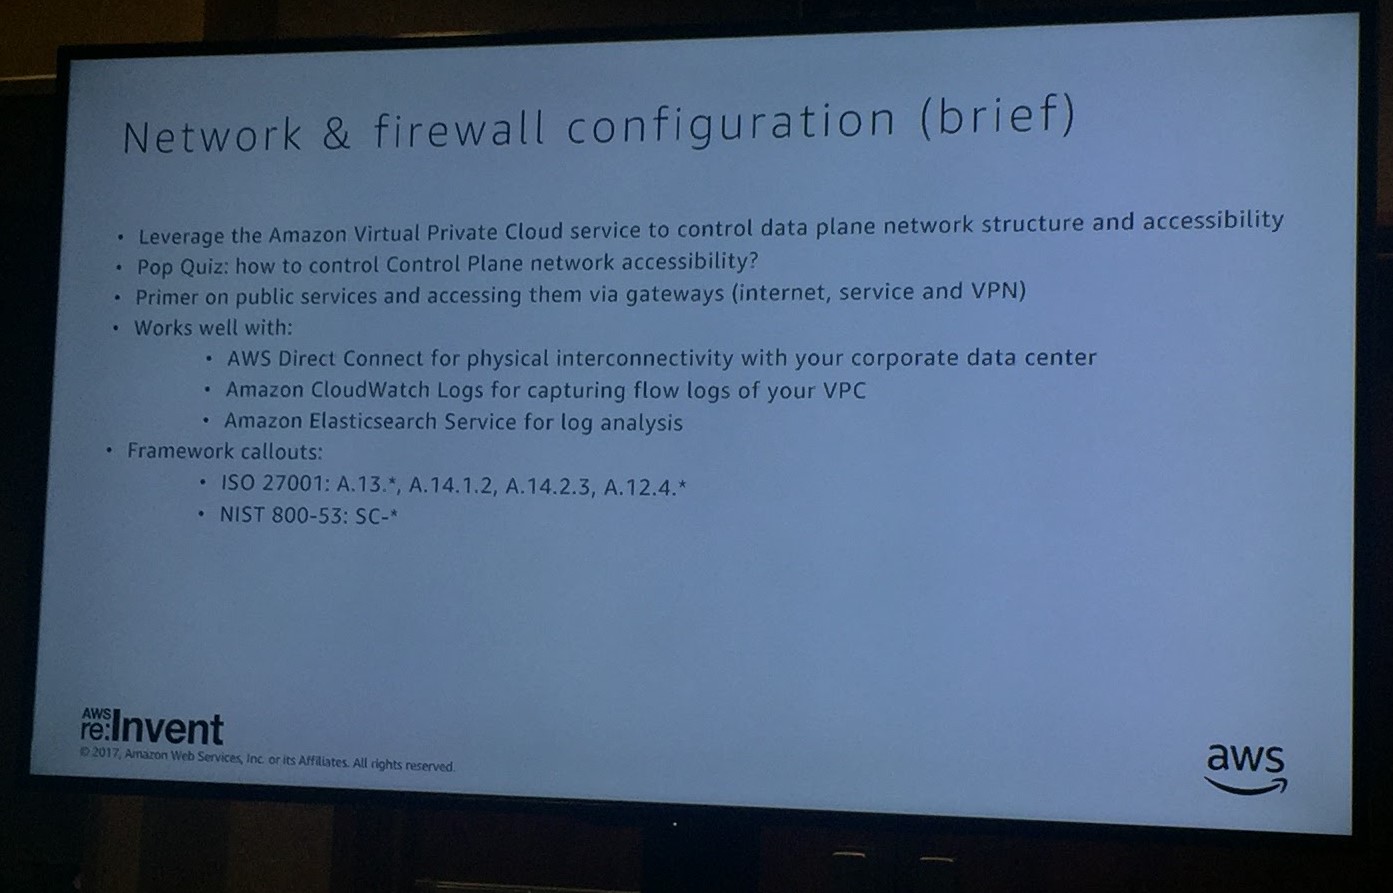 Network & firewall configuration (brief)
• Leverage the Amazon Virtual Private Cloud service to control data plane network structure and accessibility
• Pop Quiz: how to control Control Plane network accessibility?
• Primer on public services and accessing them via gateways (internet, service and VPN)
• Works well with:
• AWS Direct Connect for physical interconnectivity with your corporate data center
• Amazon CloudWatch Logs for capturing flow logs of your VPC
• Amazon Elasticsearch Service for log analysis
• Framework callouts:
• ISO 27001: A.13.*, A.14.1.2, A.14.2.3, A.12.4.*
• NIST 800-53: SC-*
AWS
re:Invent
© 2017, Amazon Web Services, Inc. or its Affiliates. All rights reserved.
aws